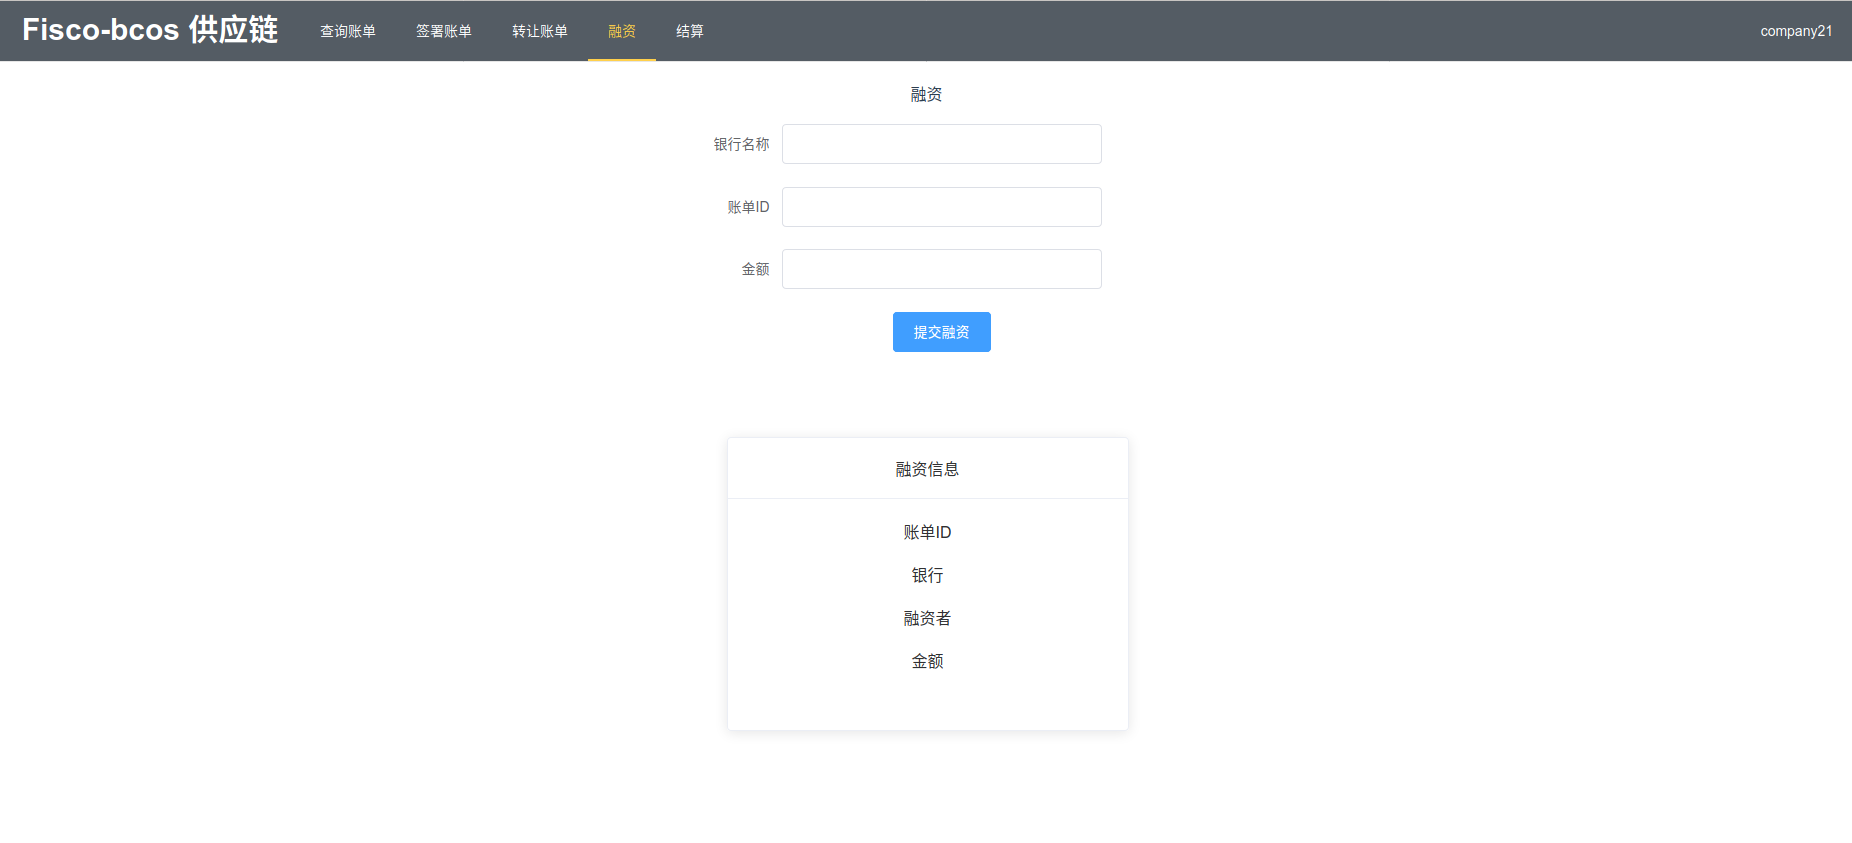 Fisco-bcos 供应链 查询账单 签署账单 转让账单 融资 结算 company21
融资
银行名称
账单ID
金额
提交融资
融资信息
账单ID
银行
融资者
金额